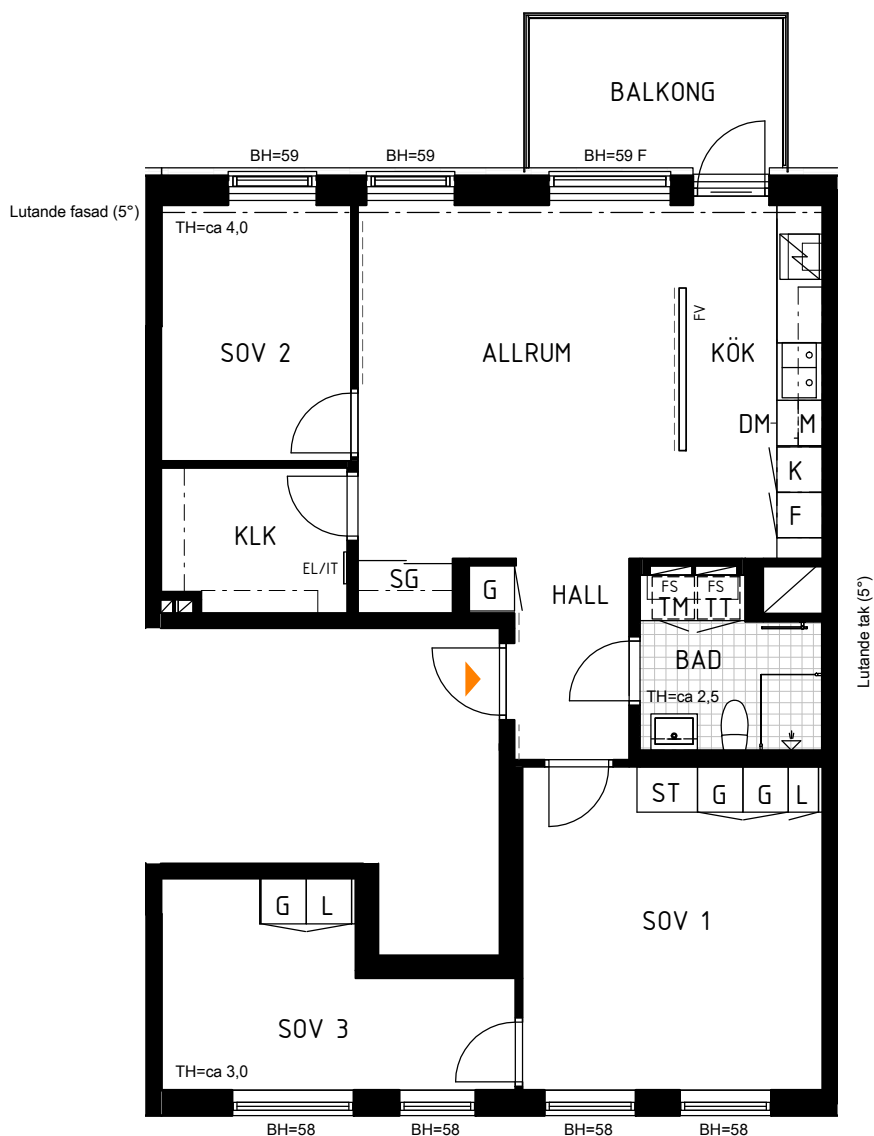 BALKONG
BH=59
BH=59
BH=59 F
Lutande fasad (5°)
TH=ca 4,0
SOV 2
ALLRUM
FV
KÖK
DM
M
K
F
KLK
EL/IT
SG
G
HALL
FS
FS
TM
TT
BAD
TH=ca 2,5
Lutande tak (5°)
ST
G
G
L
G
L
SOV 1
SOV 3
TH=ca 3,0
BH=58
BH=58
BH=58
BH=58